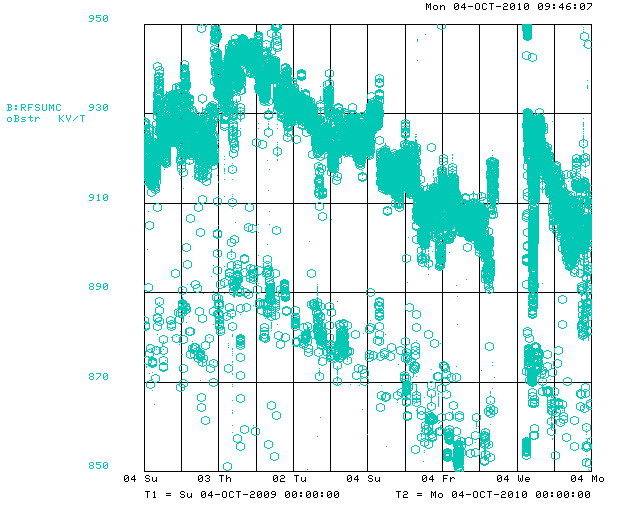 Mon 04-OCT-2010 09:46:07
950
B:RFSUMC
oBstr KV/T
930
910
890
870
850
04 Su 03 Th 02 Tu 04 Su 04 Fr 04 We 04 Mo
T1 = Su 04-OCT-2009 00:00:00 T2 = Mo 04-OCT-2010 00:00:00